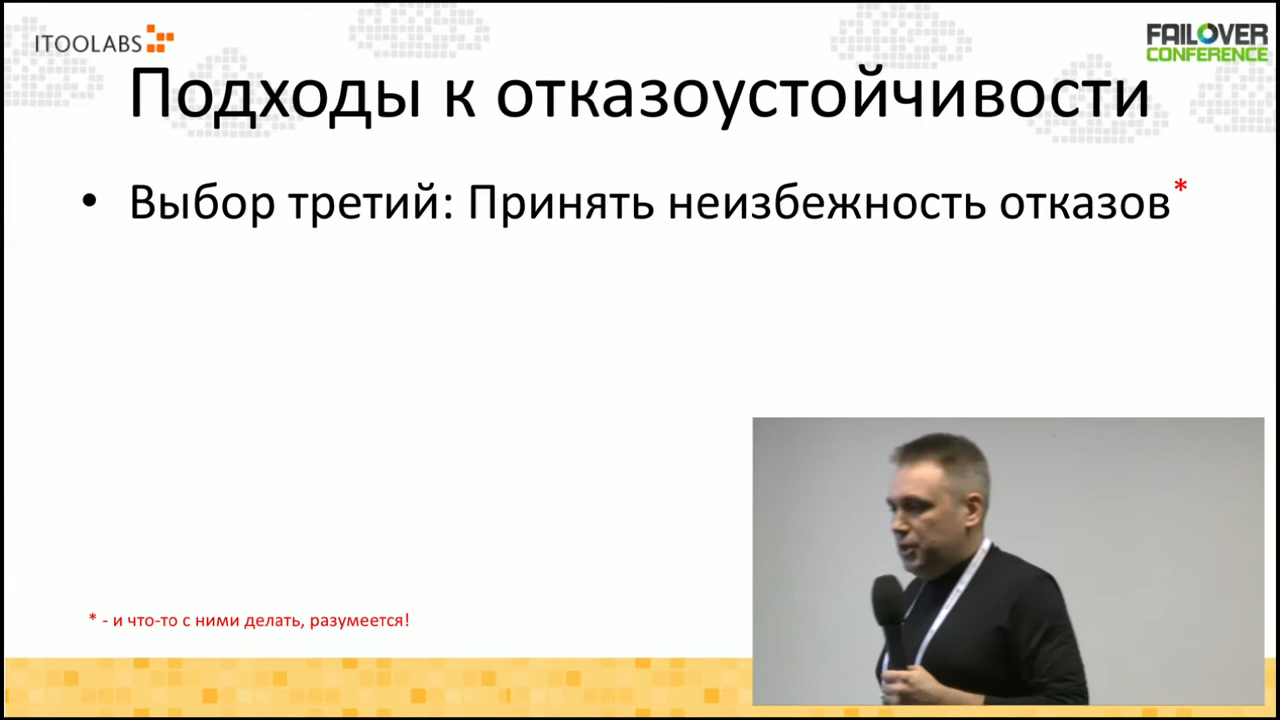 ITOOLABS
FAILOVER
CONFERENCE
Подходы к отказоустойчивости
• Выбор третий: Принять неизбежность отказов*
* - и что-то с ними делать, разумеется!